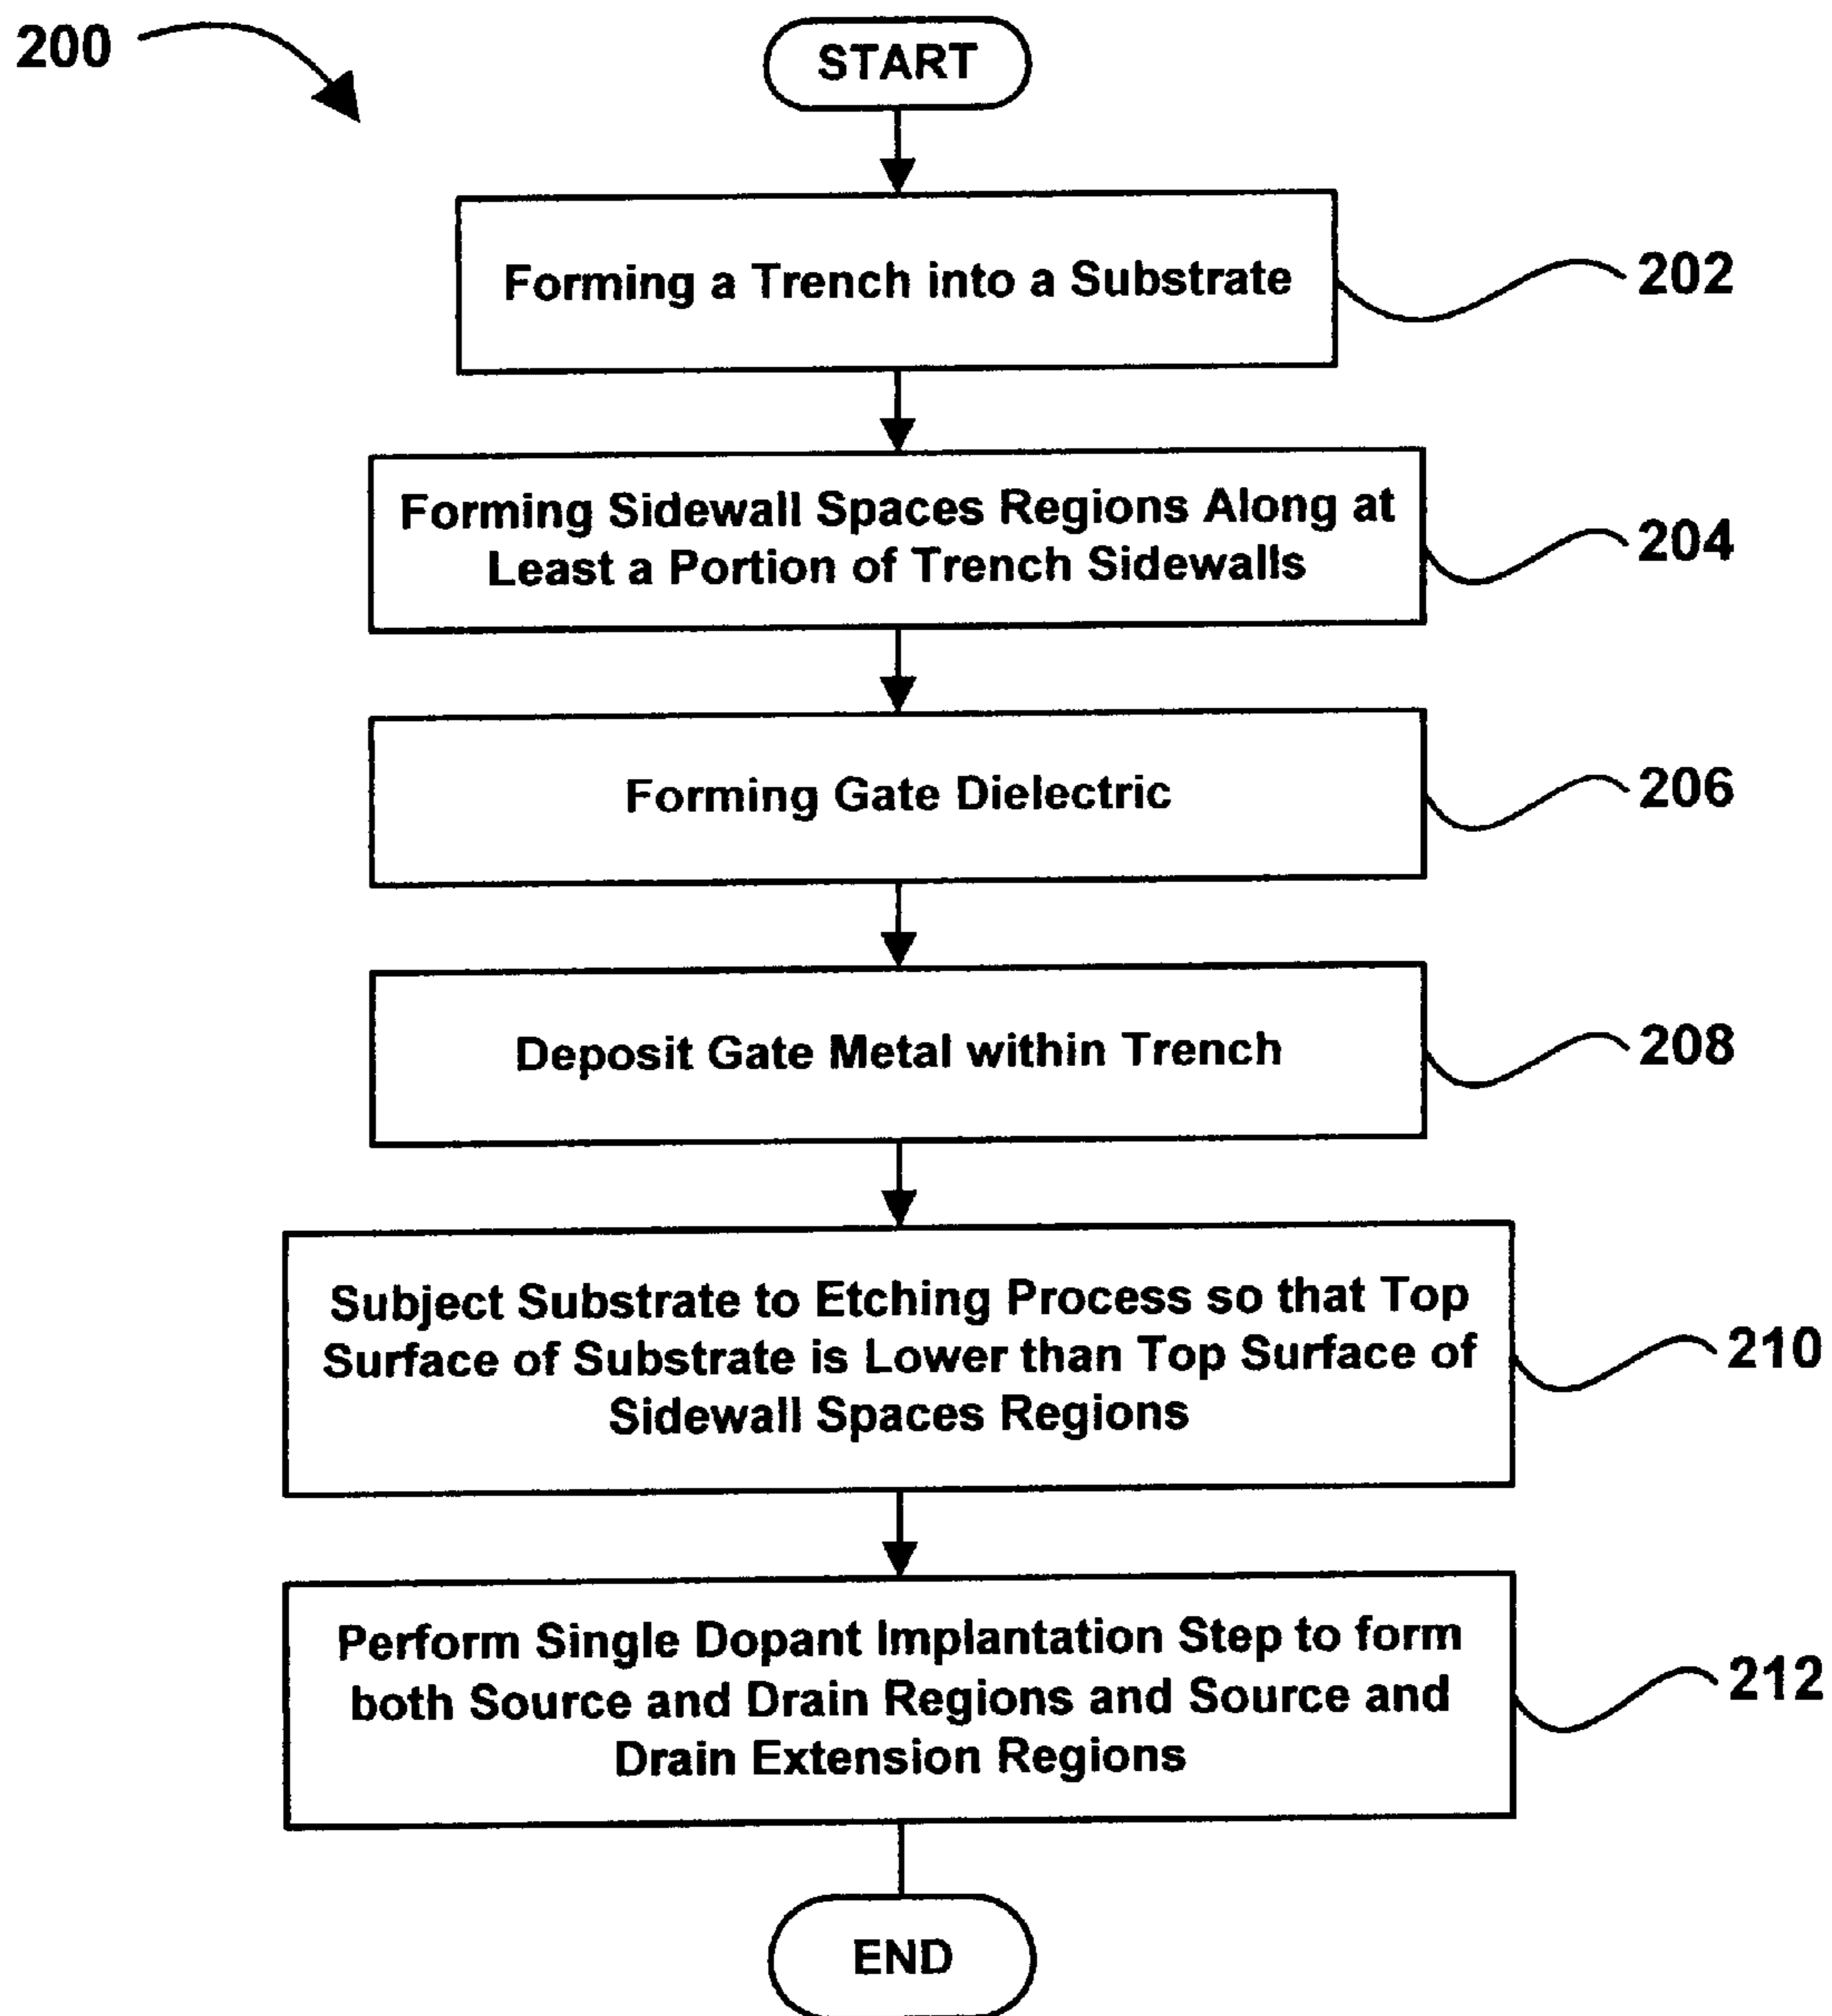 200
START
Forming a Trench into a Substrate
202
Forming Sidewall Spaces Regions Along at
Least a Portion of Trench Sidewalls
204
Forming Gate Dielectric
206
Deposit Gate Metal within Trench
208
Subject Substrate to Etching Process so that Top
Surface of Substrate is Lower than Top Surface of
Sidewall Spaces Regions
210
Perform Single Dopant Implantation Step to form
both Source and Drain Regions and Source and
Drain Extension Regions
212
END